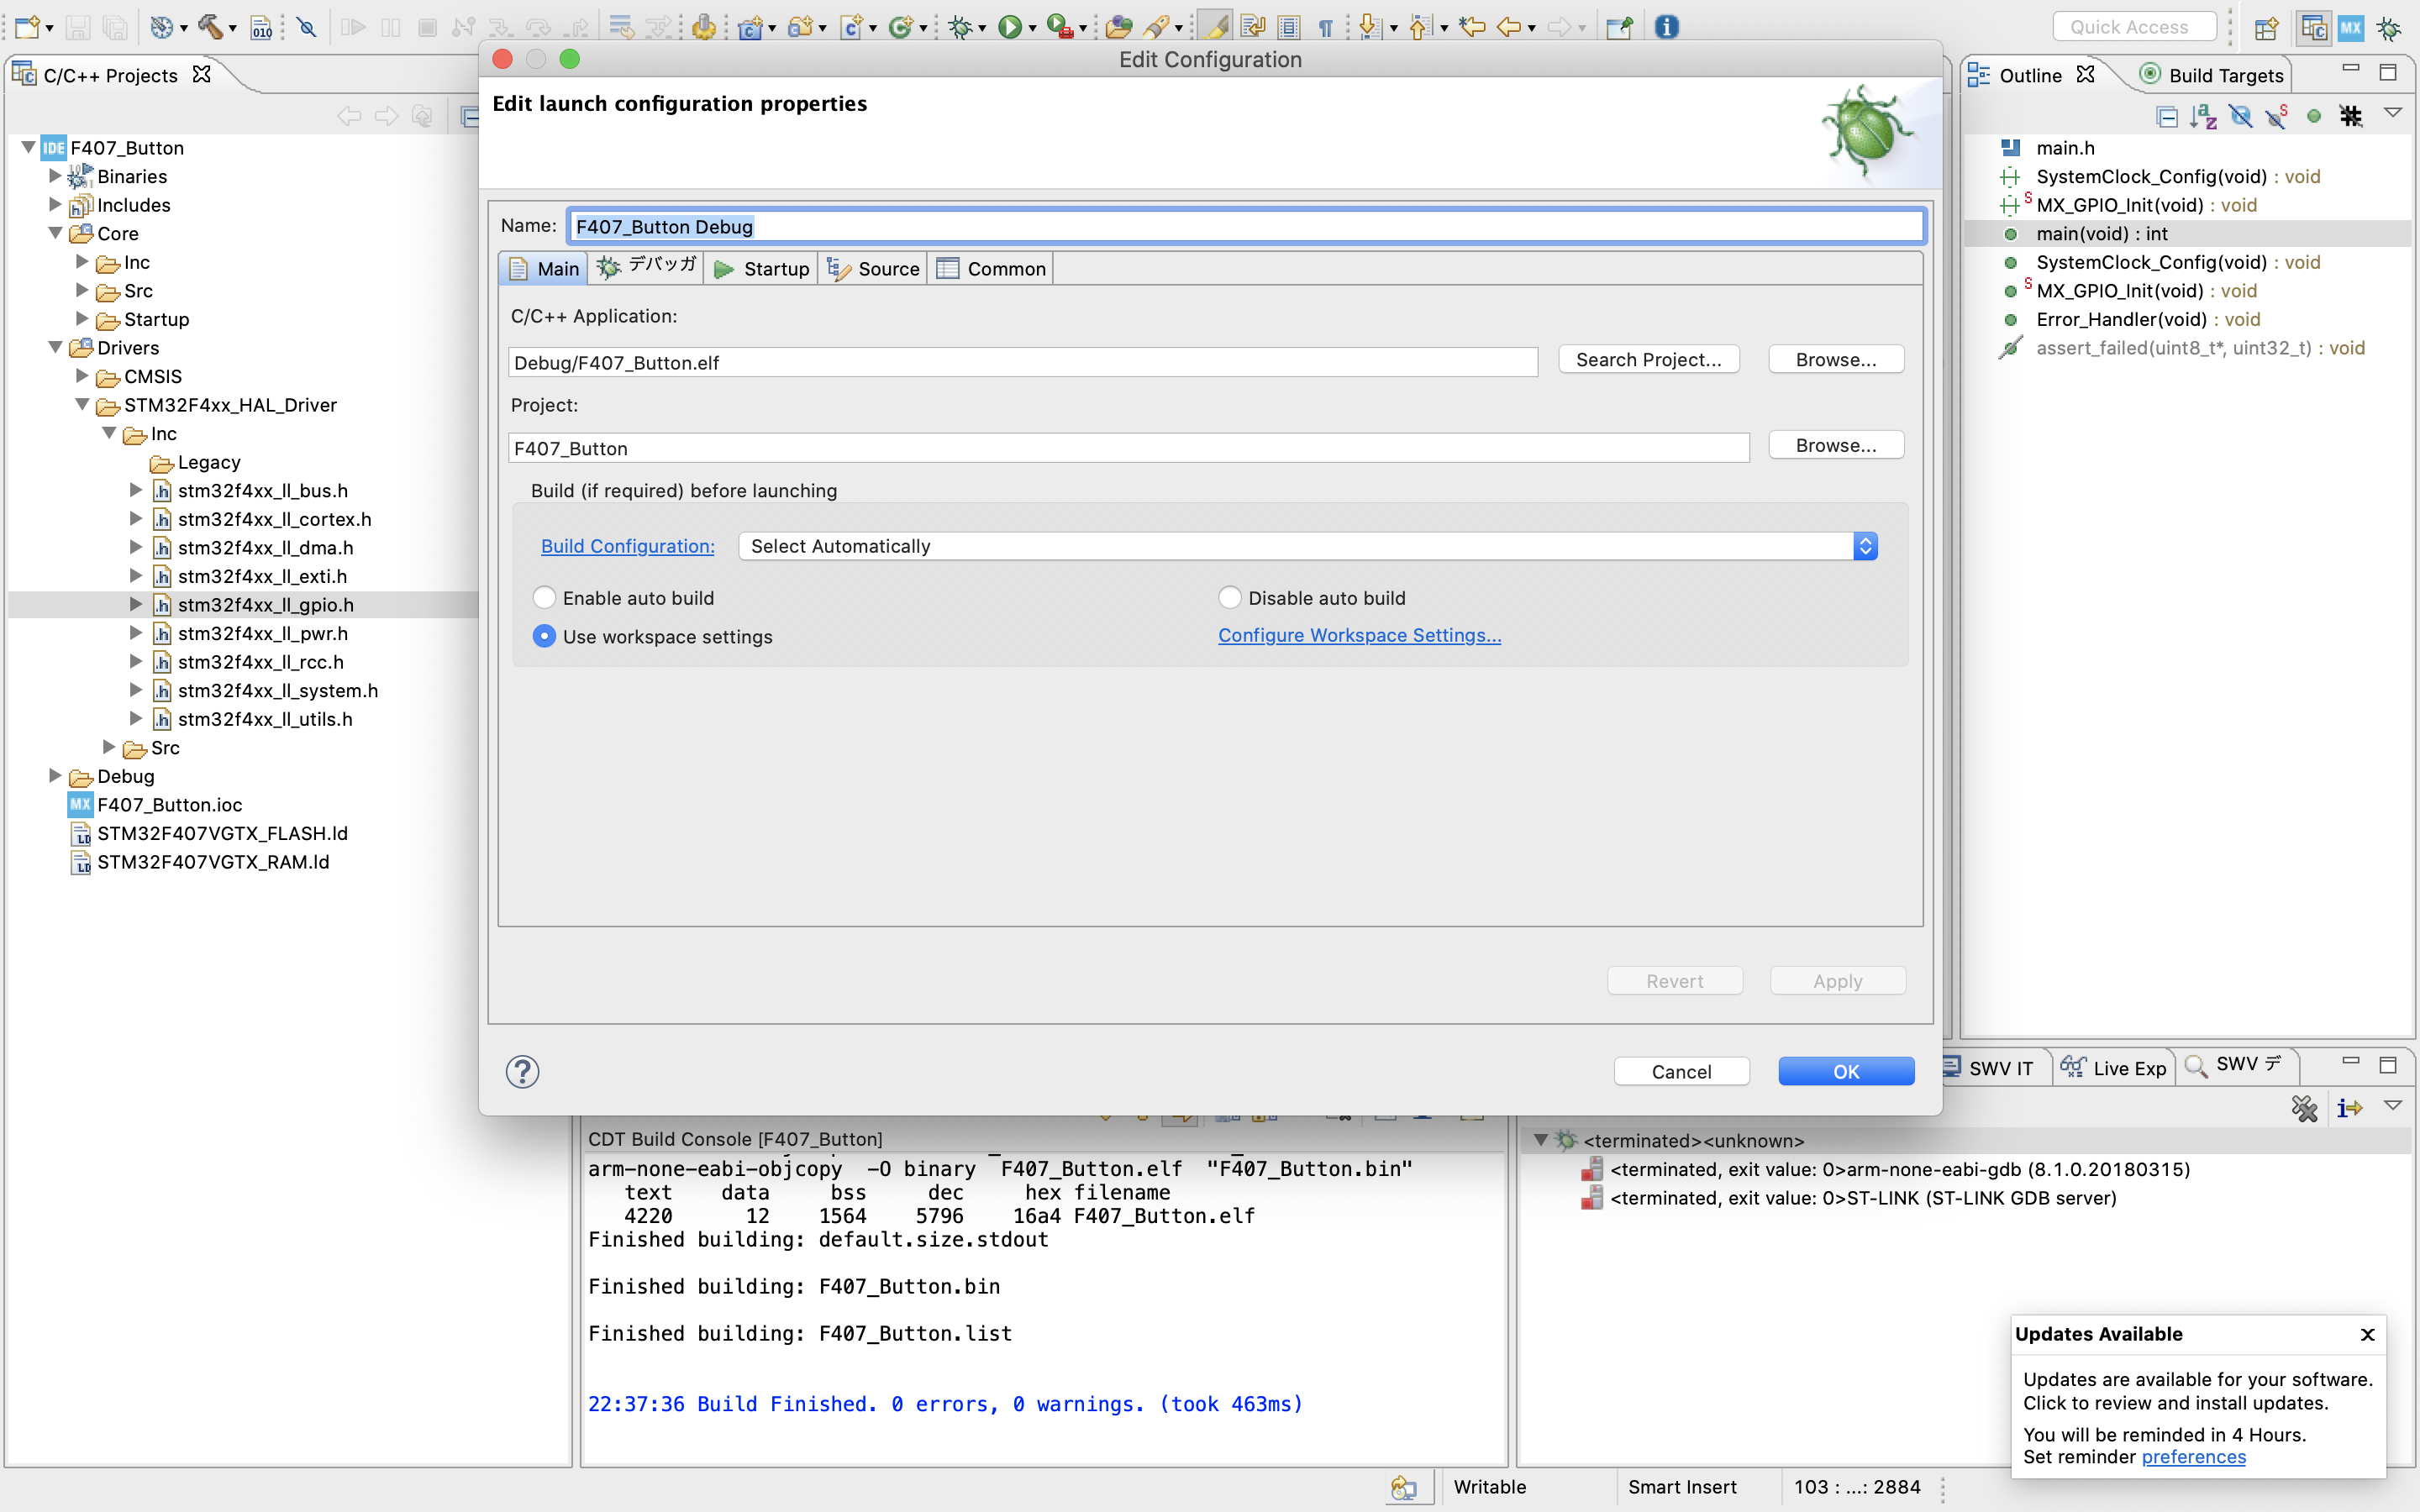 Quick Access
MX
C/C++ Projects
IDE F407_Button
Binaries
Includes
Core
Inc
Src
Startup
Drivers
CMSIS
STM32F4xx_HAL_Driver
Inc
Legacy
stm32f4xx_ll_bus.h
stm32f4xx_ll_cortex.h
stm32f4xx_ll_dma.h
stm32f4xx_ll_exti.h
stm32f4xx_ll_gpio.h
stm32f4xx_ll_pwr.h
stm32f4xx_ll_rcc.h
stm32f4xx_ll_system.h
stm32f4xx_ll_utils.h
Src
Debug
MX F407_Button.ioc
STM32F407VGTX_FLASH.ld
STM32F407VGTX_RAM.ld
Edit Configuration
Edit launch configuration properties
Name: F407_Button Debug
Main デバッガ Startup Source Common
C/C++ Application:
Debug/F407_Button.elf Search Project... Browse...
Project:
F407_Button Browse...
Build (if required) before launching
Build Configuration: Select Automatically
Enable auto build Disable auto build
Use workspace settings Configure Workspace Settings...
Revert Apply
Cancel OK
Outline Build Targets
main.h
SystemClock_Config(void) : void
MX_GPIO_Init(void) : void
main(void) : int
SystemClock_Config(void) : void
MX_GPIO_Init(void) : void
Error_Handler(void) : void
assert_failed(uint8_t*, uint32_t) : void
CDT Build Console [F407_Button]
arm-none-eabi-objcopy -O binary F407_Button.elf "F407_Button.bin"
text data bss dec hex filename
4220 12 1564 5796 16a4 F407_Button.elf
Finished building: default.size.stdout
Finished building: F407_Button.bin
Finished building: F407_Button.list
22:37:36 Build Finished. 0 errors, 0 warnings. (took 463ms)
SWV IT Live Exp SWV デ
<terminated><unknown>
<terminated, exit value: 0>arm-none-eabi-gdb (8.1.0.20180315)
<terminated, exit value: 0>ST-LINK (ST-LINK GDB server)
Updates Available
Updates are available for your software.
Click to review and install updates.
You will be reminded in 4 Hours.
Set reminder preferences
Writable Smart Insert 103 : ...: 2884